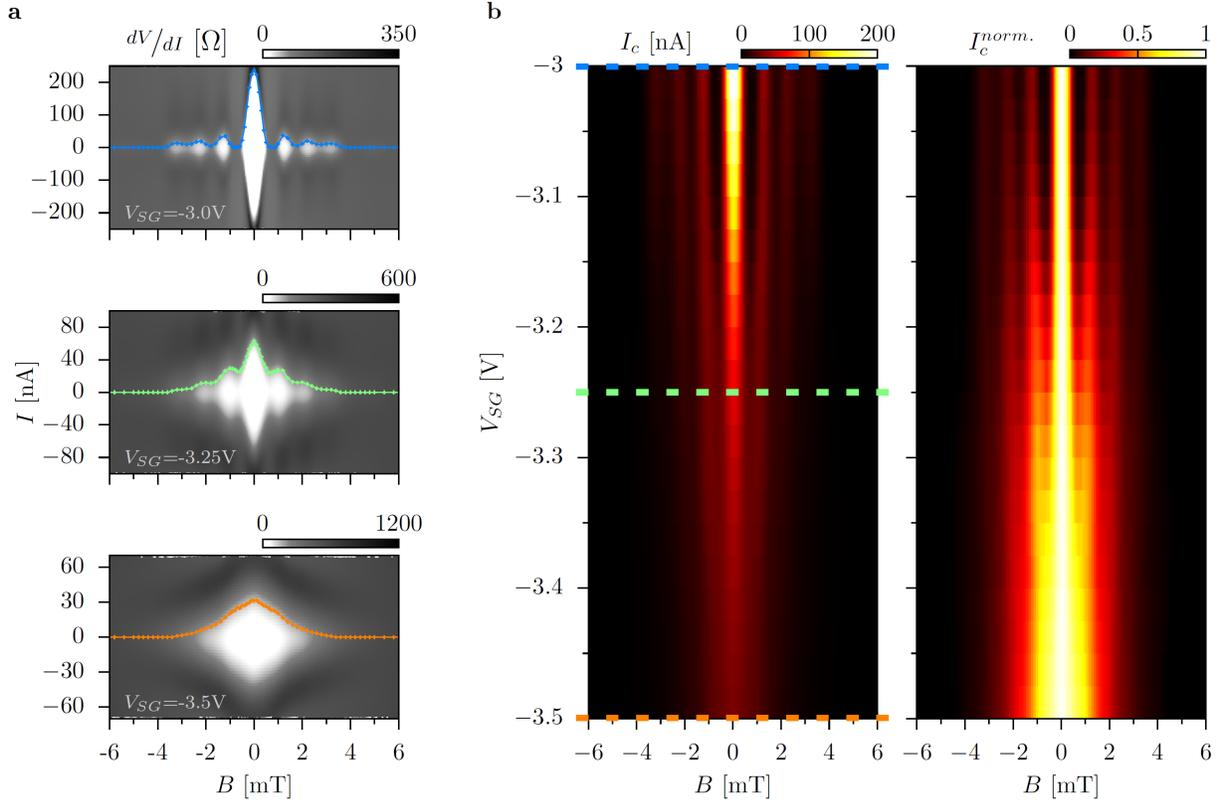 a
dV/dI [Ω]
0 350
200
100
0
−100
−200
V_SG=-3.0V
0 600
80
40
0
−40
−80
V_SG=-3.25V
I [nA]
0 1200
60
30
0
−30
−60
V_SG=-3.5V
-6 -4 -2 0 2 4 6
B [mT]
b
I_c [nA]
0 100 200
I_c^norm.
0 0.5 1
−3
−3.1
−3.2
−3.3
−3.4
−3.5
V_SG [V]
−6 −4 −2 0 2 4 6
B [mT]
−6 −4 −2 0 2 4 6
B [mT]